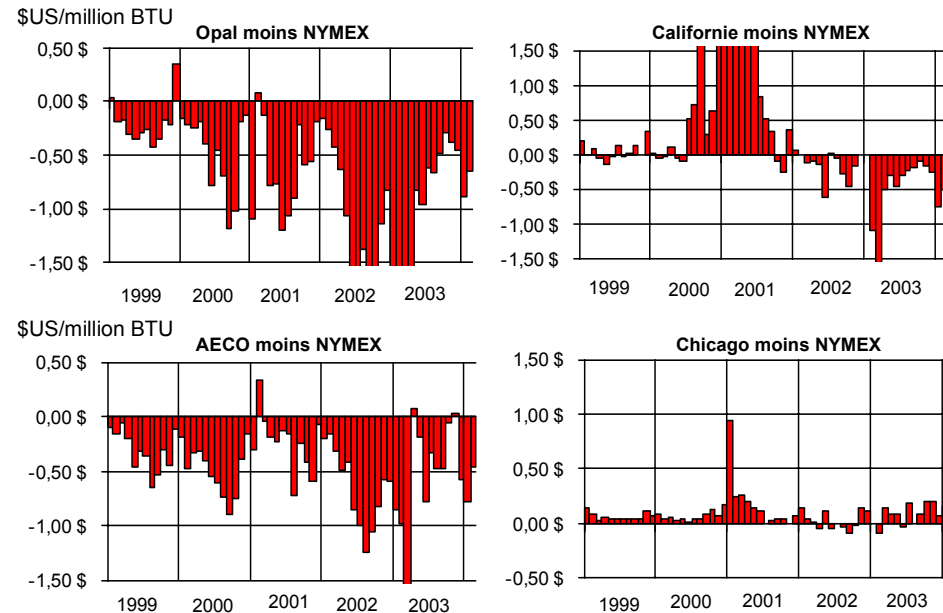 $US/million BTU
Opal moins NYMEX
0,50 $
0,00 $
-0,50 $
-1,00 $
-1,50 $
1999 2000 2001 2002 2003
Californie moins NYMEX
1,50 $
1,00 $
0,50 $
0,00 $
-0,50 $
-1,00 $
-1,50 $
1999 2000 2001 2002 2003
$US/million BTU
AECO moins NYMEX
0,50 $
0,00 $
-0,50 $
-1,00 $
-1,50 $
1999 2000 2001 2002 2003
Chicago moins NYMEX
1,50 $
1,00 $
0,50 $
0,00 $
-0,50 $
1999 2000 2001 2002 2003